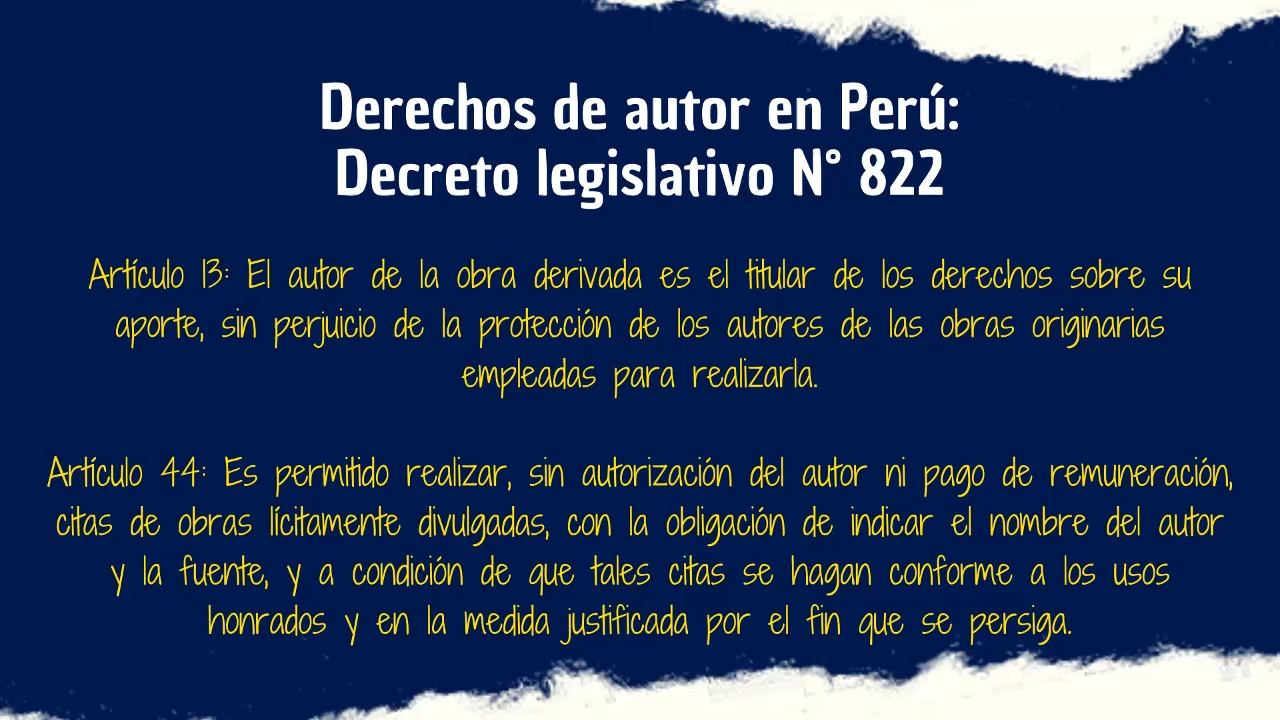 Derechos de autor en Perú:
Decreto legislativo N° 822
Artículo 13: El autor de la obra derivada es el titular de los derechos sobre su
aporte, sin perjuicio de la protección de los autores de las obras originarias
empleadas para realizarla.
Artículo 44: Es permitido realizar, sin autorización del autor ni pago de remuneración,
citas de obras lícitamente divulgadas, con la obligación de indicar el nombre del autor
y la fuente, y a condición de que tales citas se hagan conforme a los usos
honrados y en la medida justificada por el fin que se persiga.